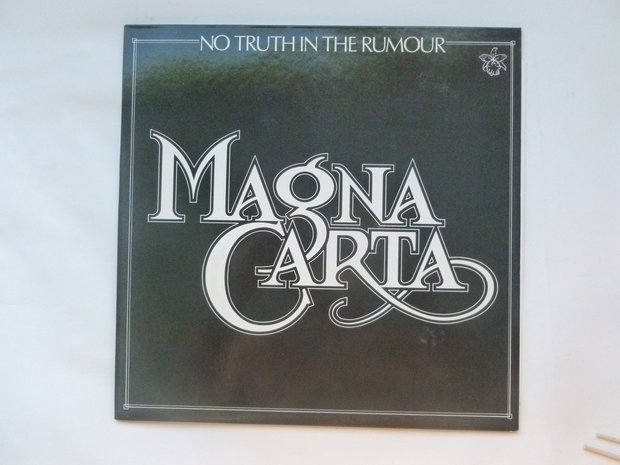 NO TRUTH IN THE RUMOUR
MAgNA
CARTA